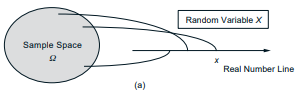 Random Variable X
Sample Space
Ω
x
Real Number Line
(a)